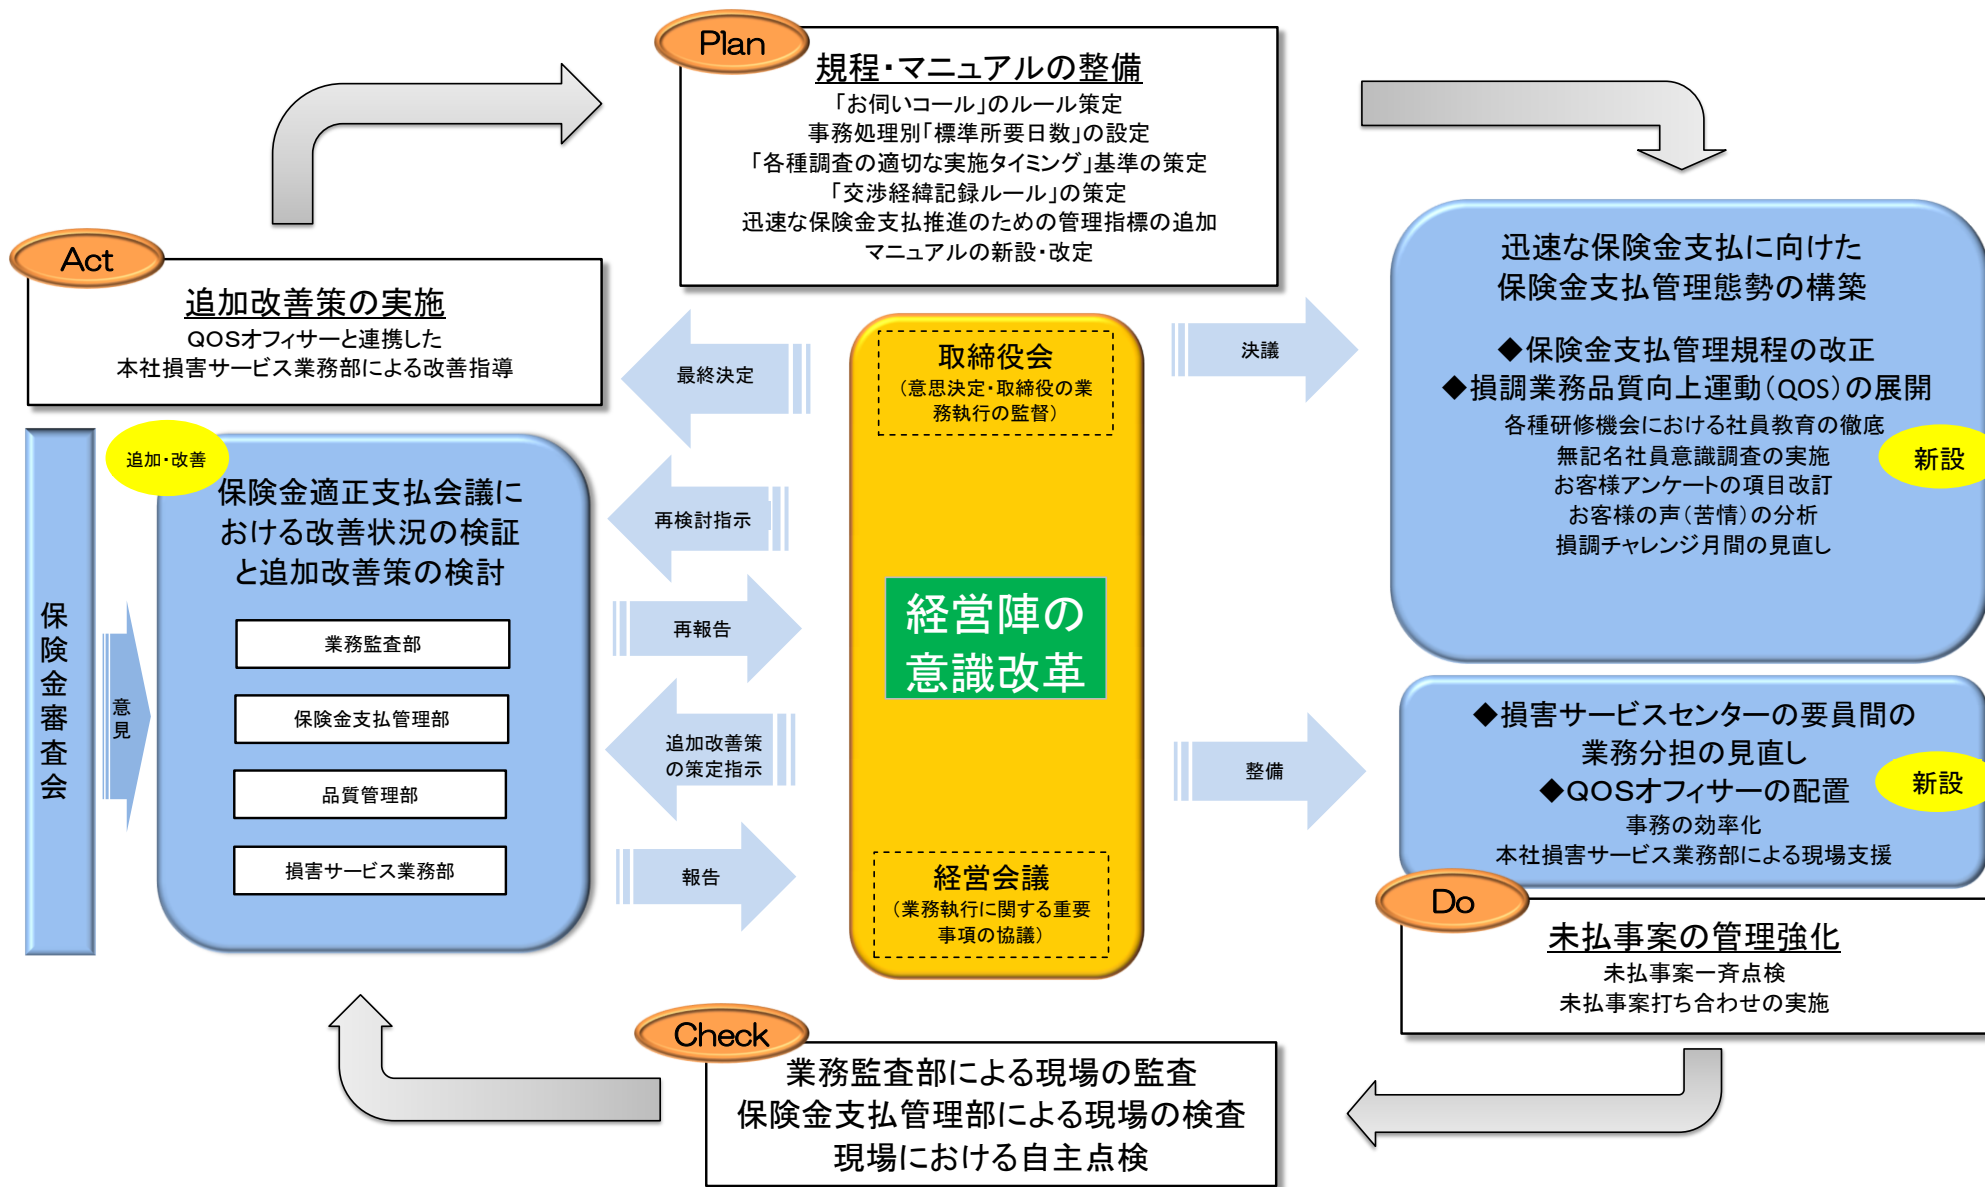 Plan
規程・マニュアルの整備
「お伺いコール」のルール策定
事務処理別「標準所要日数」の設定
「各種調査の適切な実施タイミング」基準の策定
「交渉経緯記録ルール」の策定
迅速な保険金支払推進のための管理指標の追加
マニュアルの新設・改定
Act
追加改善策の実施
QOSオフィサーと連携した
本社損害サービス業務部による改善指導
迅速な保険金支払に向けた
保険金支払管理態勢の構築
◆保険金支払管理規程の改正
◆損調業務品質向上運動（QOS）の展開
各種研修機会における社員教育の徹底
無記名社員意識調査の実施
お客様アンケートの項目改訂
お客様の声（苦情）の分析
損調チャレンジ月間の見直し
新設
最終決定
再検討指示
再報告
追加改善策
の策定指示
報告
取締役会
（意思決定・取締役の業
務執行の監督）
経営陣の
意識改革
経営会議
（業務執行に関する重要
事項の協議）
決議
整備
保険金審査会
意見
追加・改善
保険金適正支払会議に
おける改善状況の検証
と追加改善策の検討
業務監査部
保険金支払管理部
品質管理部
損害サービス業務部
◆損害サービスセンターの要員間の
業務分担の見直し
◆QOSオフィサーの配置
事務の効率化
本社損害サービス業務部による現場支援
新設
Do
未払事案の管理強化
未払事案一斉点検
未払事案打ち合わせの実施
Check
業務監査部による現場の監査
保険金支払管理部による現場の検査
現場における自主点検